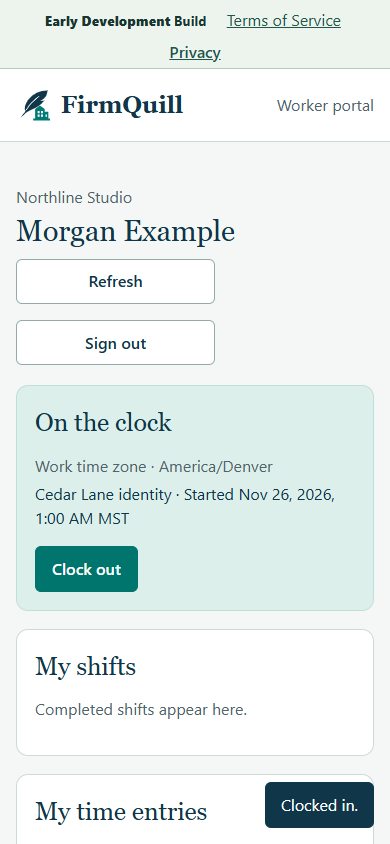 Early Development Build Terms of Service
Privacy
FirmQuill
Worker portal
Northline Studio
Morgan Example
Refresh
Sign out
On the clock
Work time zone · America/Denver
Cedar Lane identity · Started Nov 26, 2026,
1:00 AM MST
Clock out
My shifts
Completed shifts appear here.
My time entries
Clocked in.